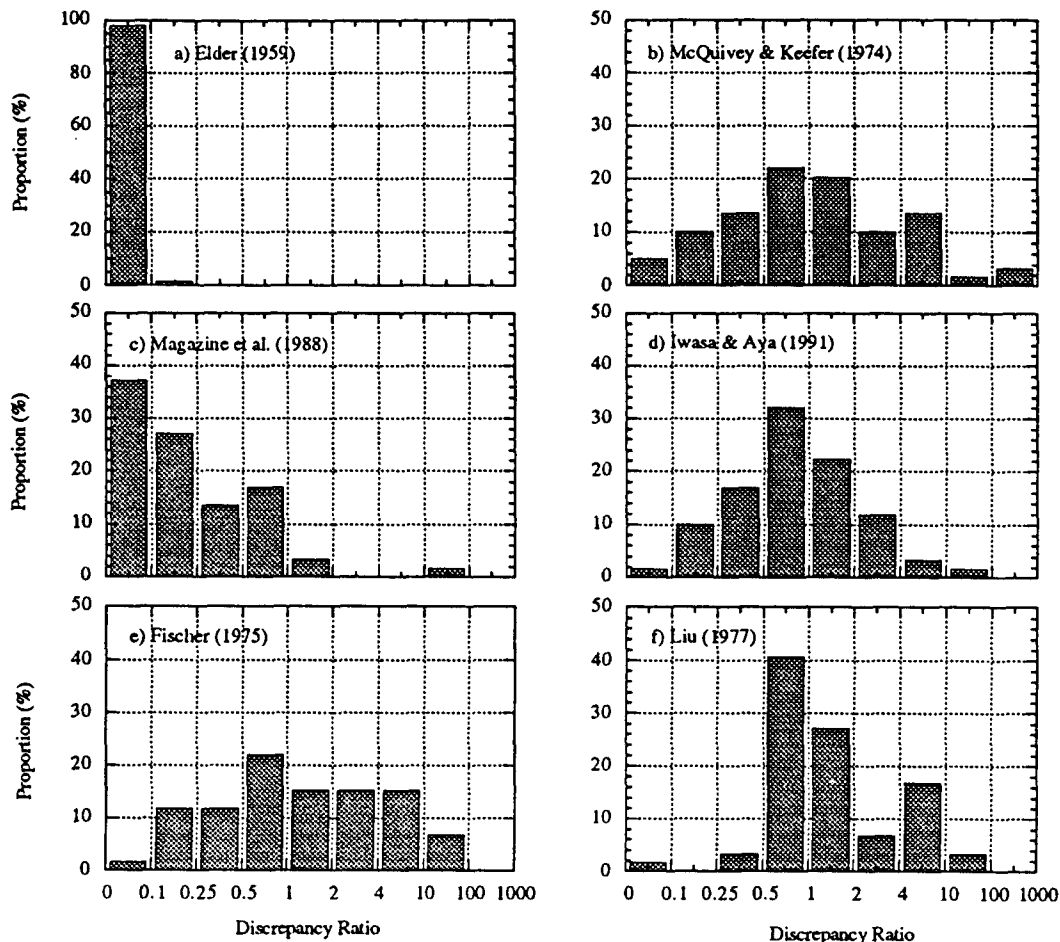 a) Elder (1959)
Proportion (%)
100
80
60
40
20
0
b) McQuivey & Keefer (1974)
50
40
30
20
10
0
c) Magazine et al. (1988)
Proportion (%)
50
40
30
20
10
0
d) Iwasa & Aya (1991)
50
40
30
20
10
0
e) Fischer (1975)
Proportion (%)
50
40
30
20
10
0
0 0.1 0.25 0.5 1 2 4 10 100 1000
Discrepancy Ratio
f) Liu (1977)
50
40
30
20
10
0
0 0.1 0.25 0.5 1 2 4 10 100 1000
Discrepancy Ratio